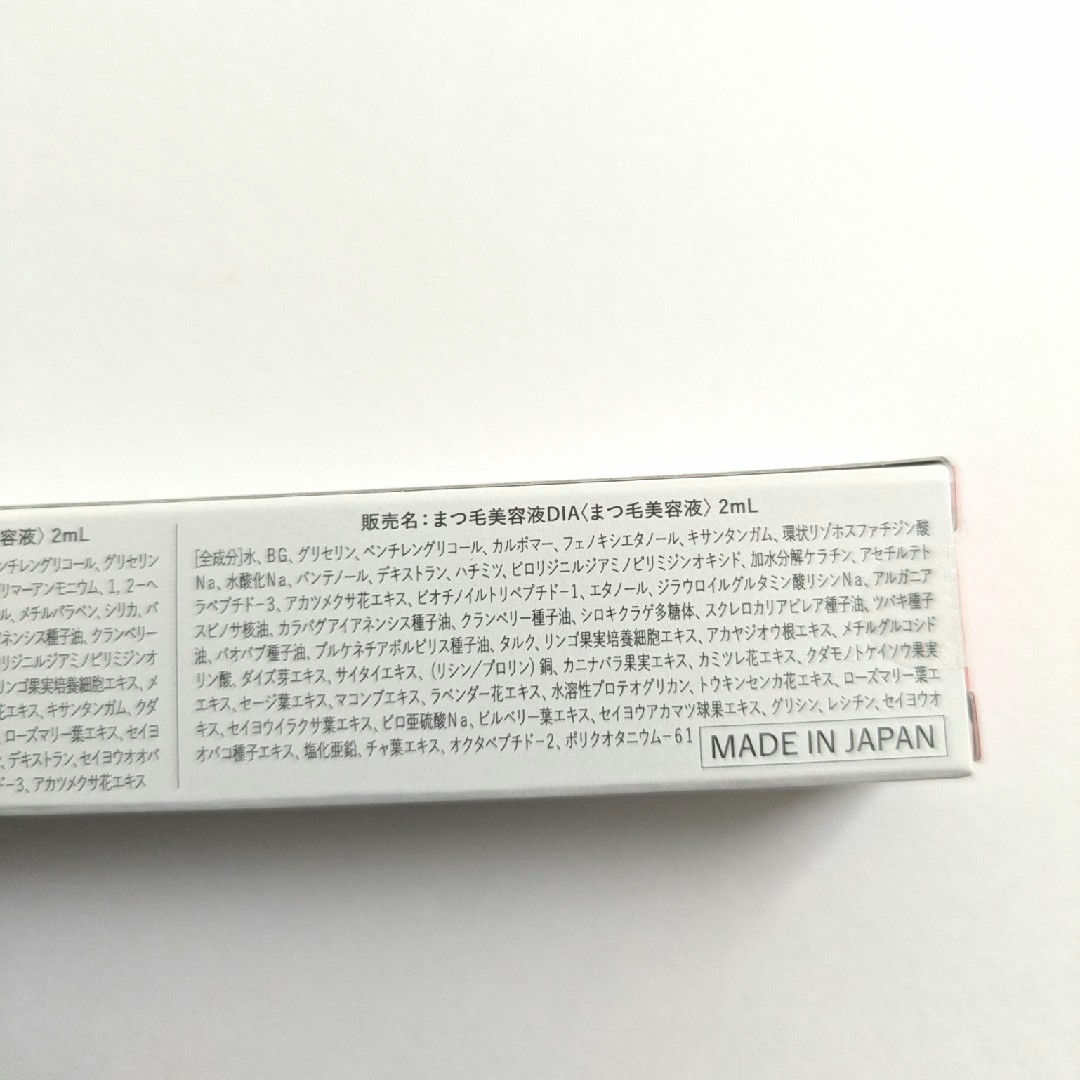 容液〉2mL
ンチレングリコール、グリセリン
リマーアンモニウム、1,2-ヘ
ル、メチルパラベン、シリカ、バ
ネンシス種子油、クランベリー
リジニルジアミノピリミジンオ
リンゴ果実培養細胞エキス、メ
花エキス、キサンタンガム、クダ
、ローズマリー葉エキス、セイヨ
、デキストラン、セイヨウオオバ
ド-3、アカツメクサ花エキス
販売名：まつ毛美容液DIA〈まつ毛美容液〉2mL
[全成分]水、BG、グリセリン、ペンチレングリコール、カルボマー、フェノキシエタノール、キサンタンガム、環状リゾホスファチジン酸
Na、水酸化Na、パンテノール、デキストラン、ハチミツ、ピロリジニルジアミノピリミジンオキシド、加水分解ケラチン、アセチルテト
ラペプチド-3、アカツメクサ花エキス、ビオチノイルトリペプチド-1、エタノール、ジラウロイルグルタミン酸リシンNa、アルガニア
スピノサ核油、カラパグアイアネンシス種子油、クランベリー種子油、シロキクラゲ多糖体、スクレロカリアビレア種子油、ツバキ種子
油、バオバブ種子油、プルケネチアボルビリス種子油、タルク、リンゴ果実培養細胞エキス、アカヤジオウ根エキス、メチルグルコシド
リン酸、ダイズ芽エキス、サイタイエキス、(リシン/プロリン)銅、カニナバラ果実エキス、カミツレ花エキス、クダモノトケイソウ果実
エキス、セージ葉エキス、マコンブエキス、ラベンダー花エキス、水溶性プロテオグリカン、トウキンセンカ花エキス、ローズマリー葉エ
キス、セイヨウイラクサ葉エキス、ピロ亜硫酸Na、ビルベリー葉エキス、セイヨウアカマツ球果エキス、グリシン、レシチン、セイヨウオ
オバコ種子エキス、塩化亜鉛、チャ葉エキス、オクタペプチド-2、ポリクオタニウム-61
MADE IN JAPAN